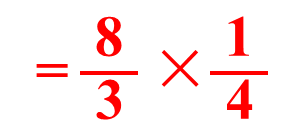 = 8/3 × 1/4